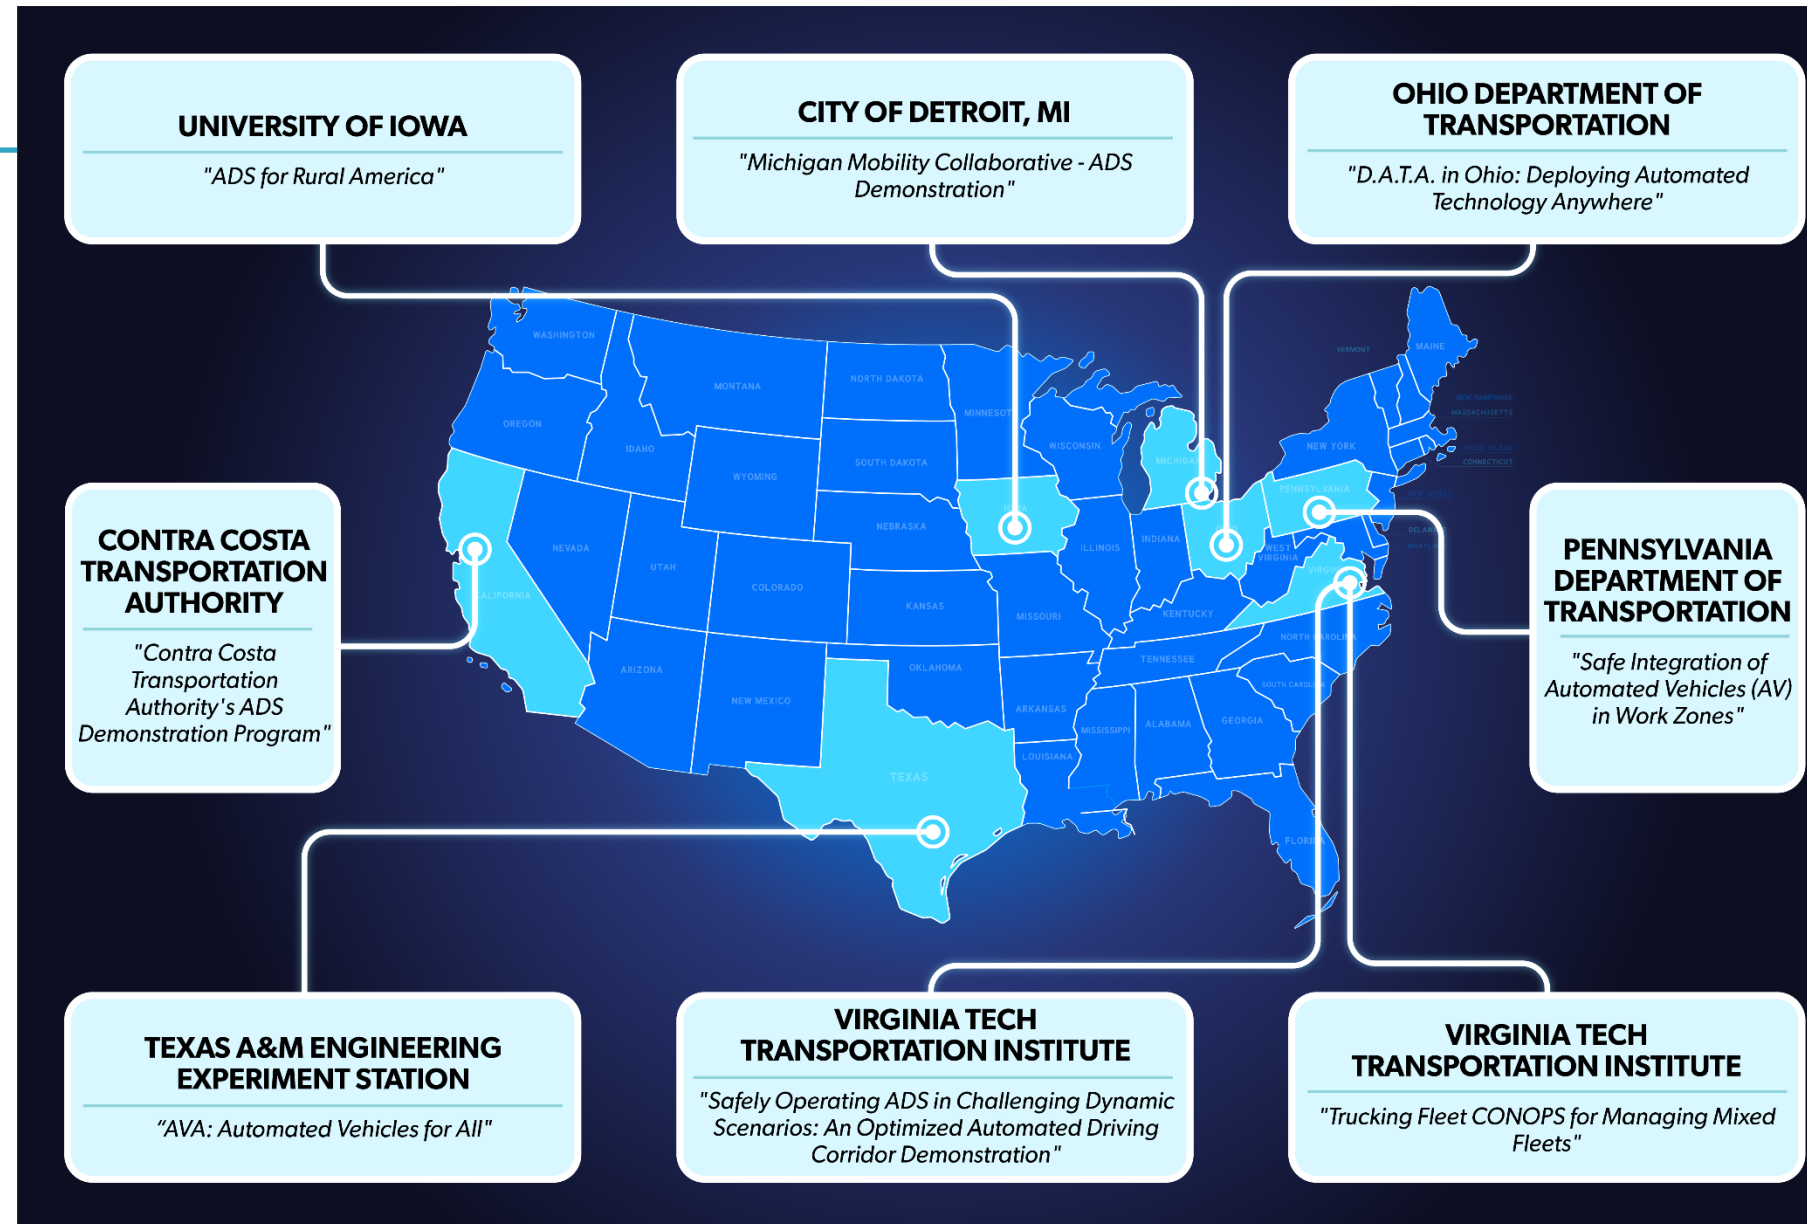 UNIVERSITY OF IOWA
"ADS for Rural America"
CITY OF DETROIT, MI
"Michigan Mobility Collaborative - ADS
Demonstration"
OHIO DEPARTMENT OF
TRANSPORTATION
"D.A.T.A. in Ohio: Deploying Automated
Technology Anywhere"
CONTRA COSTA
TRANSPORTATION
AUTHORITY
"Contra Costa
Transportation
Authority's ADS
Demonstration Program"
WASHINGTON
OREGON
IDAHO
MONTANA
WYOMING
NORTH DAKOTA
SOUTH DAKOTA
NEBRASKA
KANSAS
NEVADA
UTAH
COLORADO
CALIFORNIA
ARIZONA
NEW MEXICO
OKLAHOMA
TEXAS
MINNESOT
WISCONSIN
ILLINOIS
INDIANA
MICHIGAN
MISSOURI
ARKANSAS
LOUISIANA
MISSISSIPPI
ALABAMA
GEORGIA
FLORIDA
TENNESSEE
KENTUCKY
WEST
VIRGINIA
NORTH CAROLINA
SOUTH CAROLINA
PENNSYLVANIA
NEW YORK
VERMONT
MAINE
NEW HAMPSHIRE
MASSACHUSETTS
RHODE ISLAND
CONNECTICUT
NEW JERSEY
PENNSYLVANIA
DEPARTMENT OF
TRANSPORTATION
"Safe Integration of
Automated Vehicles (AV)
in Work Zones"
TEXAS A&M ENGINEERING
EXPERIMENT STATION
“AVA: Automated Vehicles for All"
VIRGINIA TECH
TRANSPORTATION INSTITUTE
"Safely Operating ADS in Challenging Dynamic
Scenarios: An Optimized Automated Driving
Corridor Demonstration"
VIRGINIA TECH
TRANSPORTATION INSTITUTE
"Trucking Fleet CONOPS for Managing Mixed
Fleets"